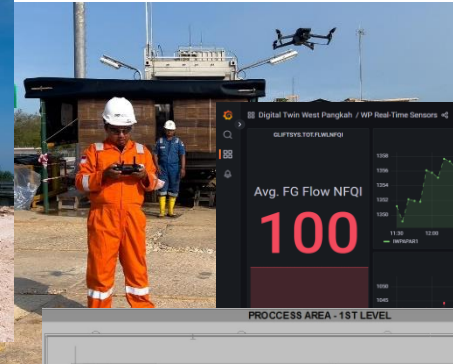 Digital Twin West Pangkah / WP Real-Time Sensors
GLIFTSYS.TOT.FLWLNFQI
Avg. FG Flow NFQI
100
1358
1356
1354
1352
1350
11:30 12:00
1050
1045
PROCCESS AREA - 1ST LEVEL